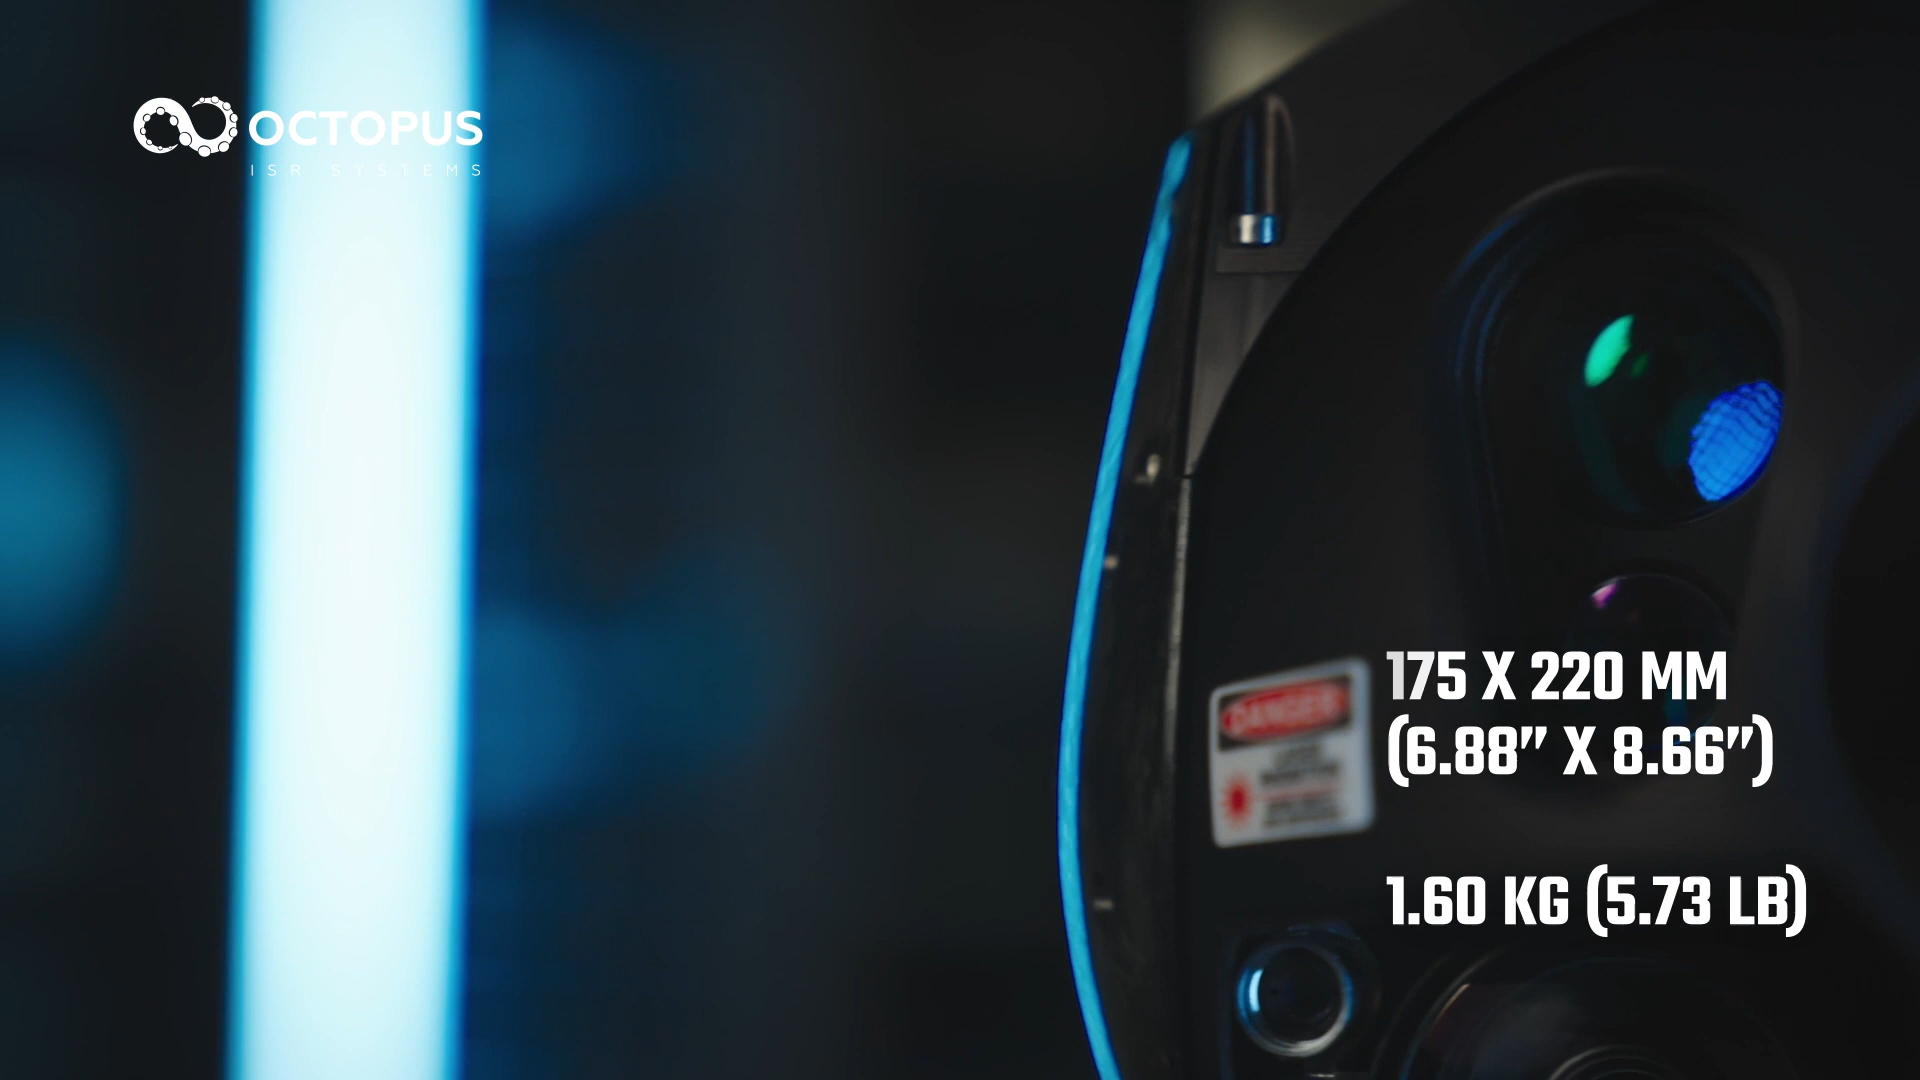 OCTOPUS
ISR SYSTEMS
175 X 220 MM
(6.88" X 8.66")
DANGER
1.60 KG (5.73 LB)